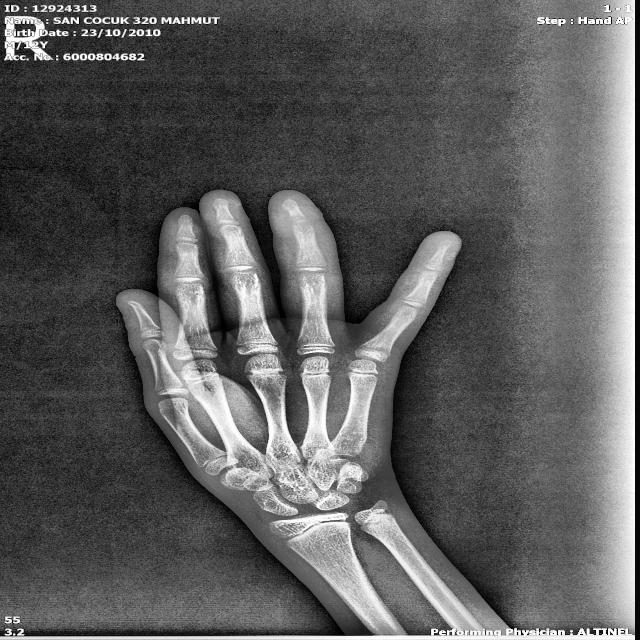 ID : 12924313
Name : SAN COCUK 320 MAHMUT
Birth Date : 23/10/2010
M/12Y
Acc. No : 6000804682
R
1 - 1
Step : Hand AP
55
3.2
Performing Physician : ALTINEL